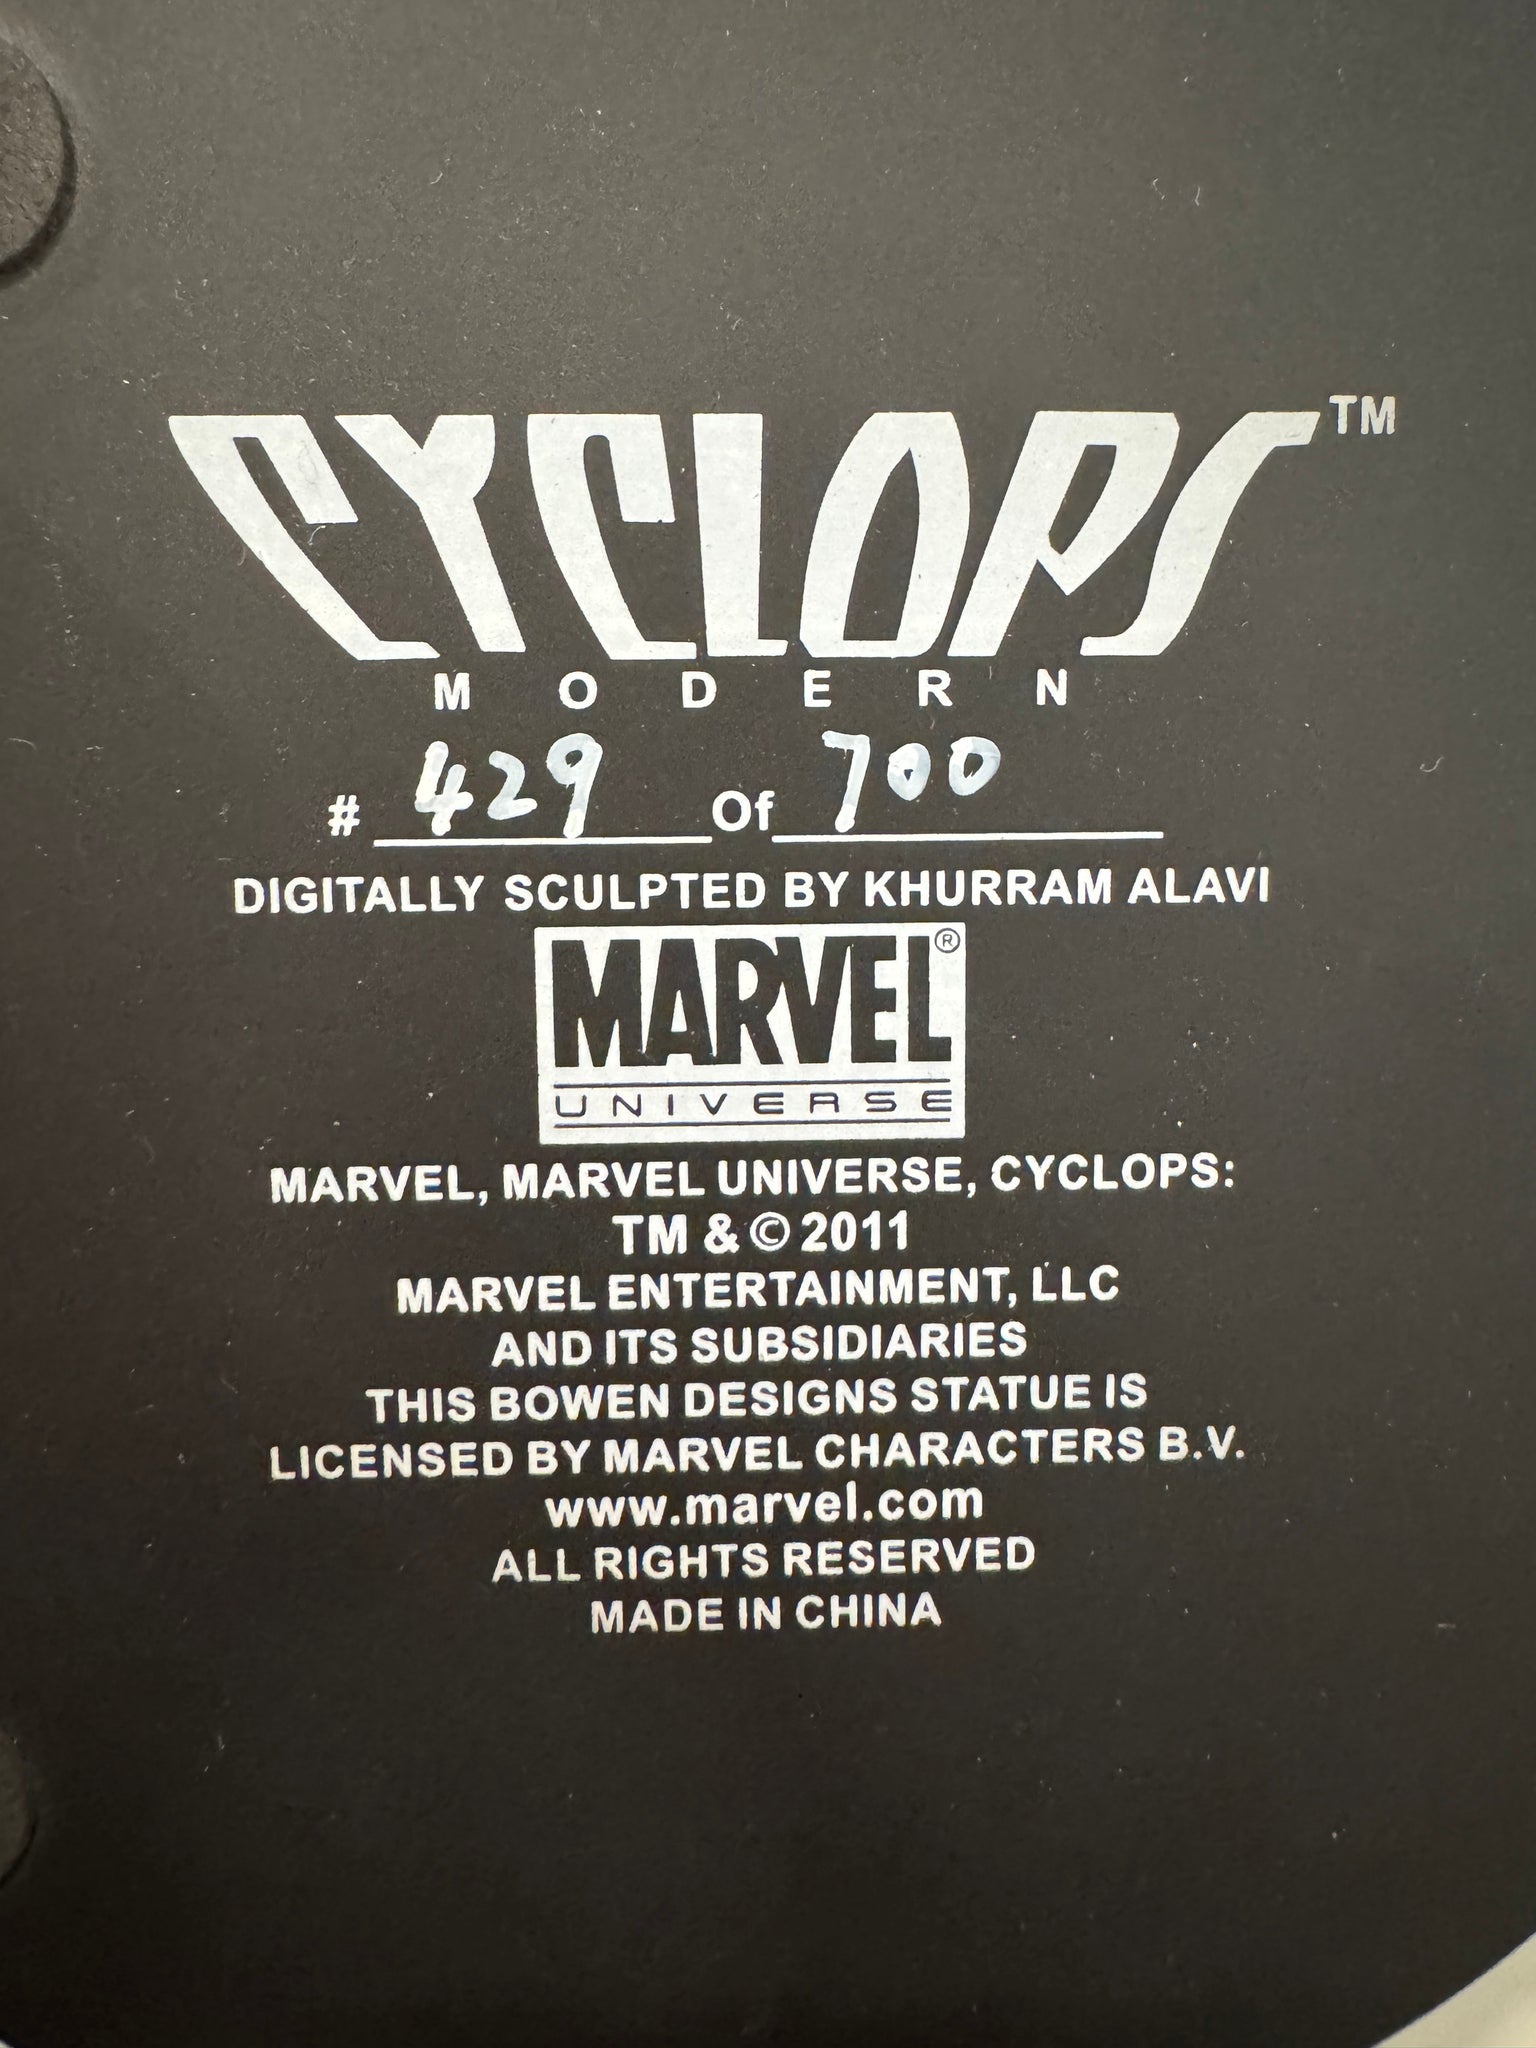 CYCLOPS™
MODERN
# 429 Of 700
DIGITALLY SCULPTED BY KHURRAM ALAVI
MARVEL®
UNIVERSE
MARVEL, MARVEL UNIVERSE, CYCLOPS:
TM & © 2011
MARVEL ENTERTAINMENT, LLC
AND ITS SUBSIDIARIES
THIS BOWEN DESIGNS STATUE IS
LICENSED BY MARVEL CHARACTERS B.V.
www.marvel.com
ALL RIGHTS RESERVED
MADE IN CHINA